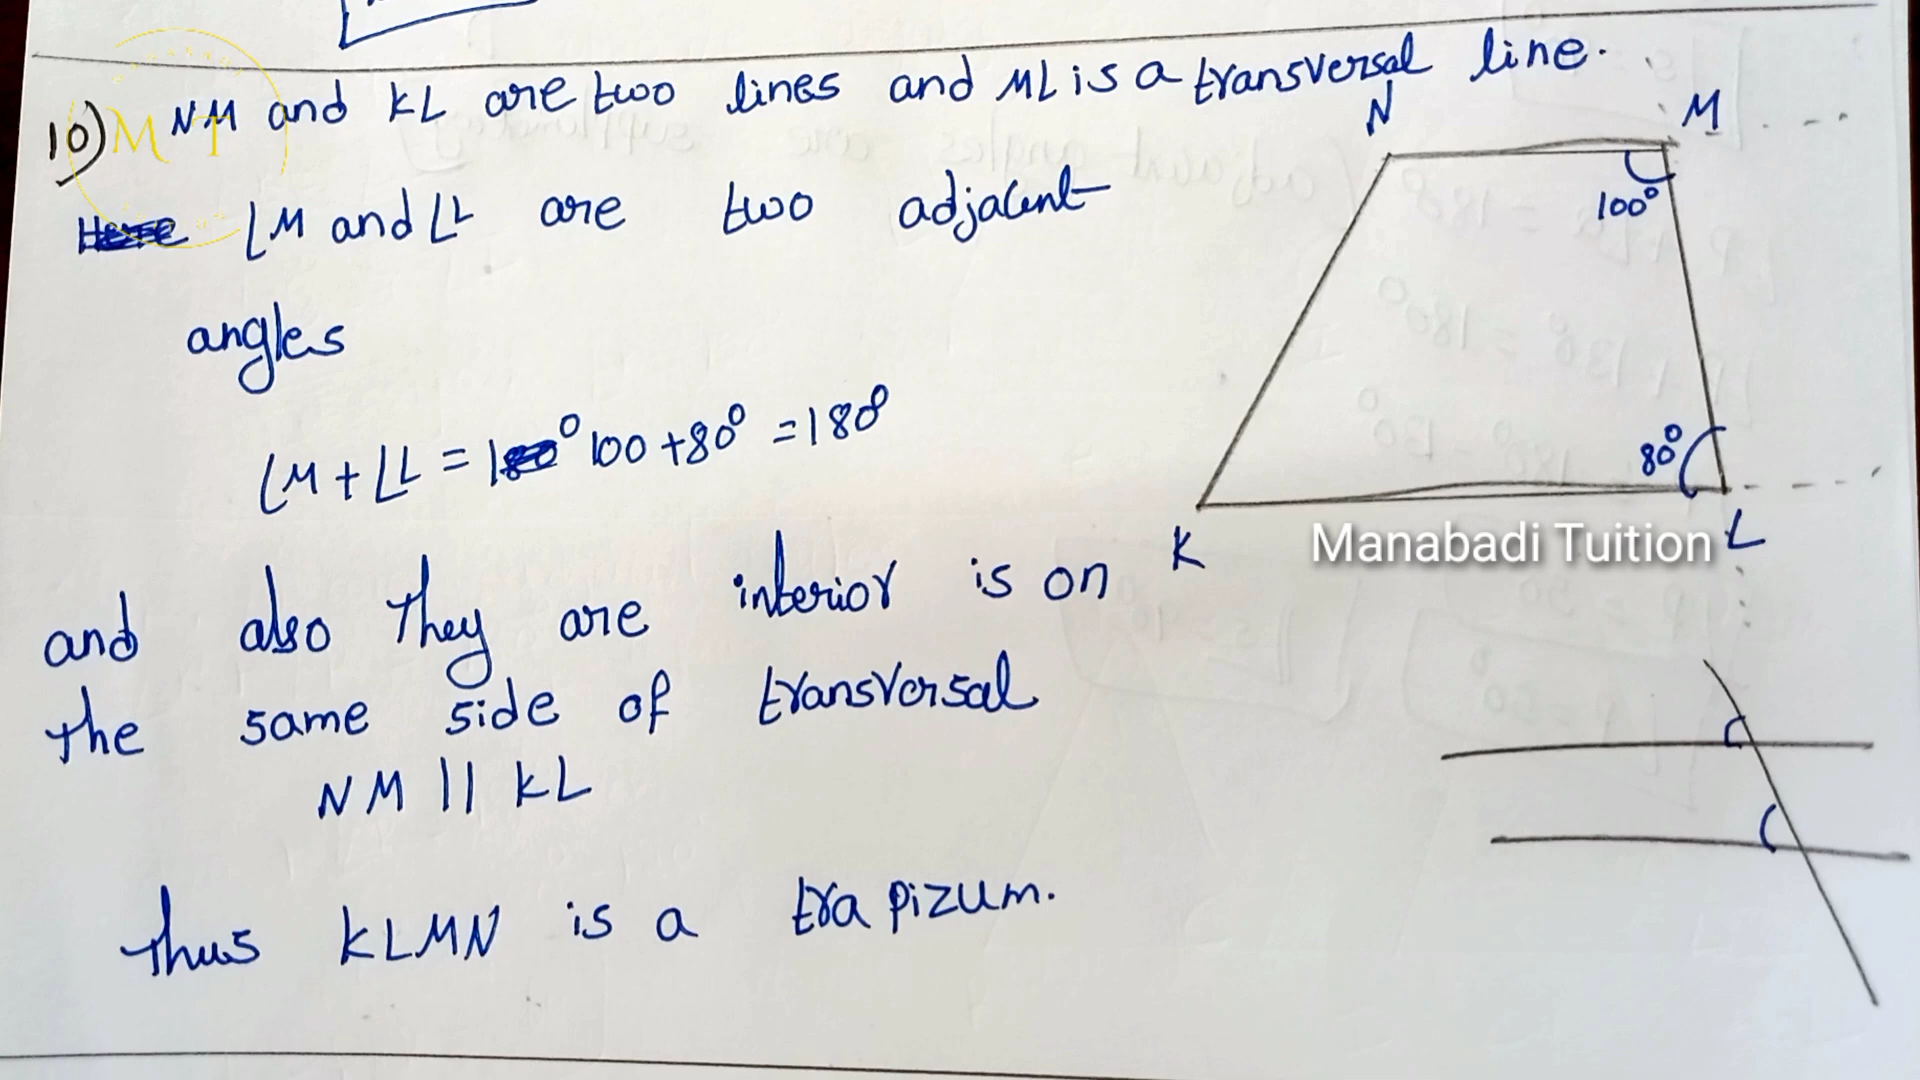 10) NM and KL are two lines and ML is a transversal line.
MT
∠M and ∠L are two adjacent
angles
∠M + ∠L = 100 + 80° = 180°
and also they are interior is on
the same side of transversal
NM || KL
thus KLMN is a trapizum.
N
M
100°
80°
K
L
Manabadi Tuition